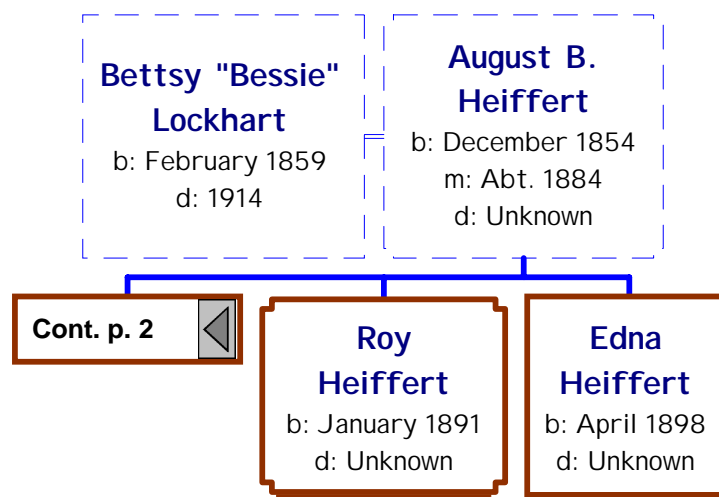 Bettsy "Bessie"
Lockhart
b: February 1859
d: 1914
August B.
Heiffert
b: December 1854
m: Abt. 1884
d: Unknown
Cont. p. 2
Roy
Heiffert
b: January 1891
d: Unknown
Edna
Heiffert
b: April 1898
d: Unknown